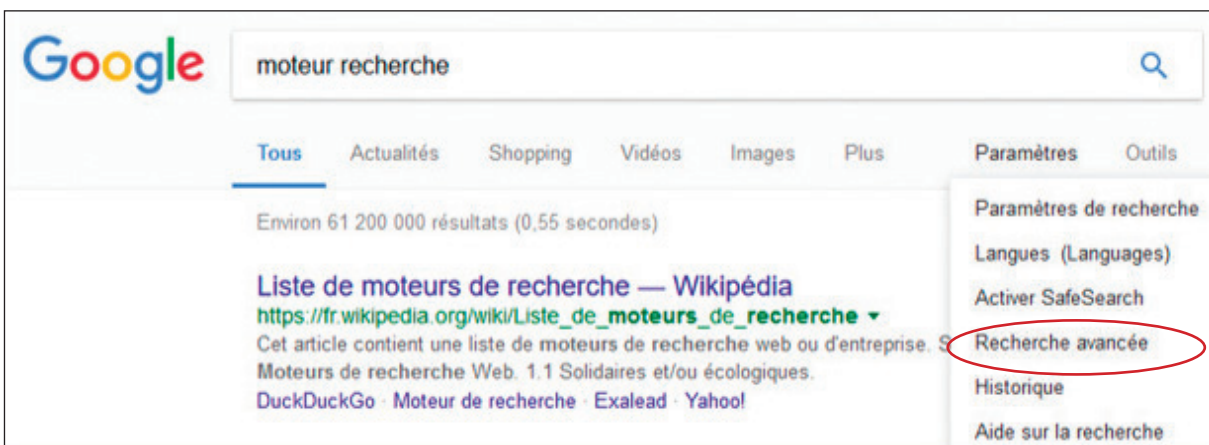 Google moteur recherche
Tous Actualités Shopping Vidéos Images Plus Paramètres Outils
Environ 61 200 000 résultats (0,55 secondes)
Liste de moteurs de recherche — Wikipédia
https://fr.wikipedia.org/wiki/Liste_de_moteurs_de_recherche
Cet article contient une liste de moteurs de recherche web ou d'entreprise. S
Moteurs de recherche Web. 1.1 Solidaires et/ou écologiques.
DuckDuckGo · Moteur de recherche · Exalead · Yahoo!
Paramètres de recherche
Langues (Languages)
Activer SafeSearch
Recherche avancée
Historique
Aide sur la recherche